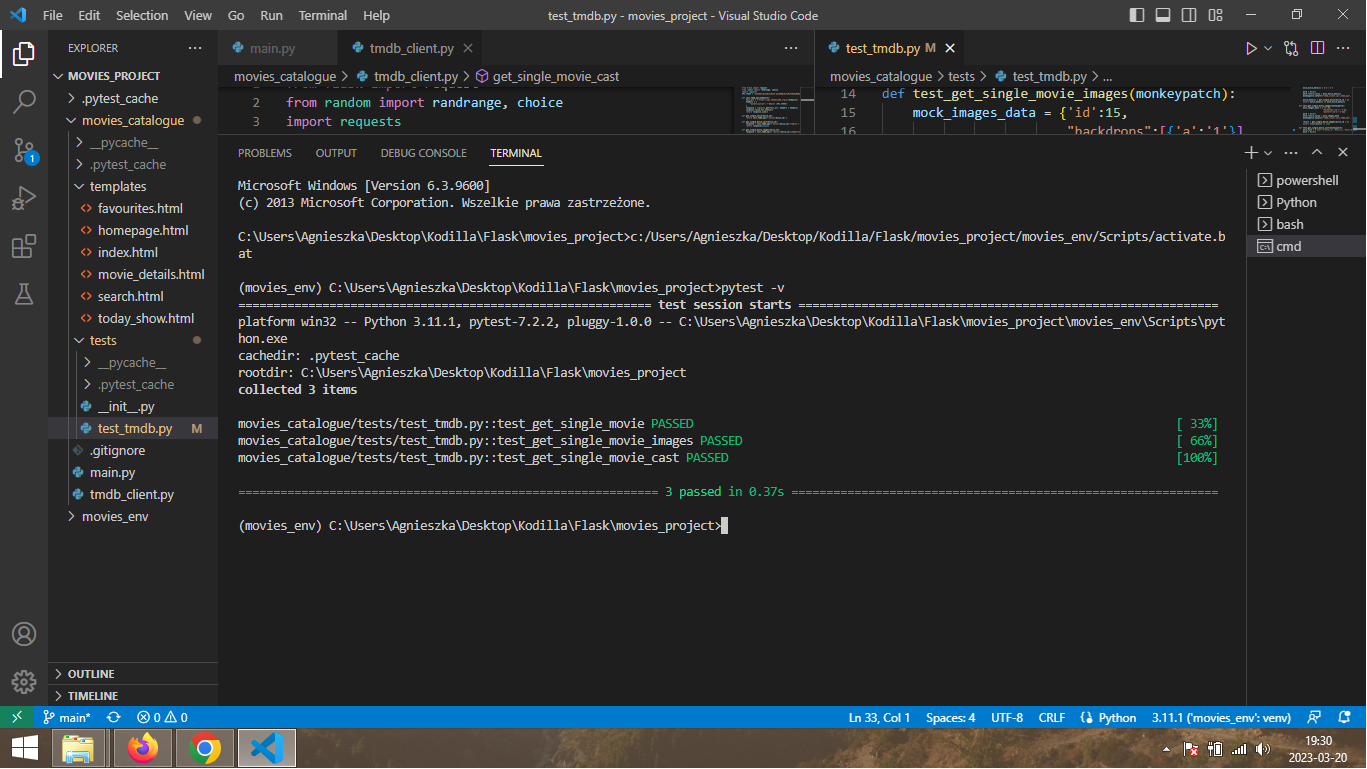 File Edit Selection View Go Run Terminal Help
test_tmdb.py - movies_project - Visual Studio Code
EXPLORER
MOVIES_PROJECT
.pytest_cache
movies_catalogue
__pycache__
.pytest_cache
templates
favourites.html
homepage.html
index.html
movie_details.html
search.html
today_show.html
tests
__pycache__
.pytest_cache
__init__.py
test_tmdb.py M
.gitignore
main.py
tmdb_client.py
movies_env
OUTLINE
TIMELINE
main.py
tmdb_client.py
movies_catalogue > tmdb_client.py > get_single_movie_cast
2 from random import randrange, choice
3 import requests
test_tmdb.py M
movies_catalogue > tests > test_tmdb.py > ...
14 def test_get_single_movie_images(monkeypatch):
15 mock_images_data = {'id':15,
16 "backdrops":[{'a':'1'}]
PROBLEMS OUTPUT DEBUG CONSOLE TERMINAL
Microsoft Windows [Version 6.3.9600]
(c) 2013 Microsoft Corporation. Wszelkie prawa zastrzeżone.
C:\Users\Agnieszka\Desktop\Kodilla\Flask\movies_project>c:/Users/Agnieszka/Desktop/Kodilla/Flask/movies_project/movies_env/Scripts/activate.b
at
(movies_env) C:\Users\Agnieszka\Desktop\Kodilla\Flask\movies_project>pytest -v
=========================================================== test session starts ============================================================
platform win32 -- Python 3.11.1, pytest-7.2.2, pluggy-1.0.0 -- C:\Users\Agnieszka\Desktop\Kodilla\Flask\movies_project\movies_env\Scripts\pyt
hon.exe
cachedir: .pytest_cache
rootdir: C:\Users\Agnieszka\Desktop\Kodilla\Flask\movies_project
collected 3 items
movies_catalogue/tests/test_tmdb.py::test_get_single_movie PASSED [ 33%]
movies_catalogue/tests/test_tmdb.py::test_get_single_movie_images PASSED [ 66%]
movies_catalogue/tests/test_tmdb.py::test_get_single_movie_cast PASSED [100%]
============================================================ 3 passed in 0.37s =============================================================
(movies_env) C:\Users\Agnieszka\Desktop\Kodilla\Flask\movies_project>
powershell
Python
bash
cmd
1
main* 0 0
Ln 33, Col 1 Spaces: 4 UTF-8 CRLF Python 3.11.1 ('movies_env': venv)
19:30
2023-03-20